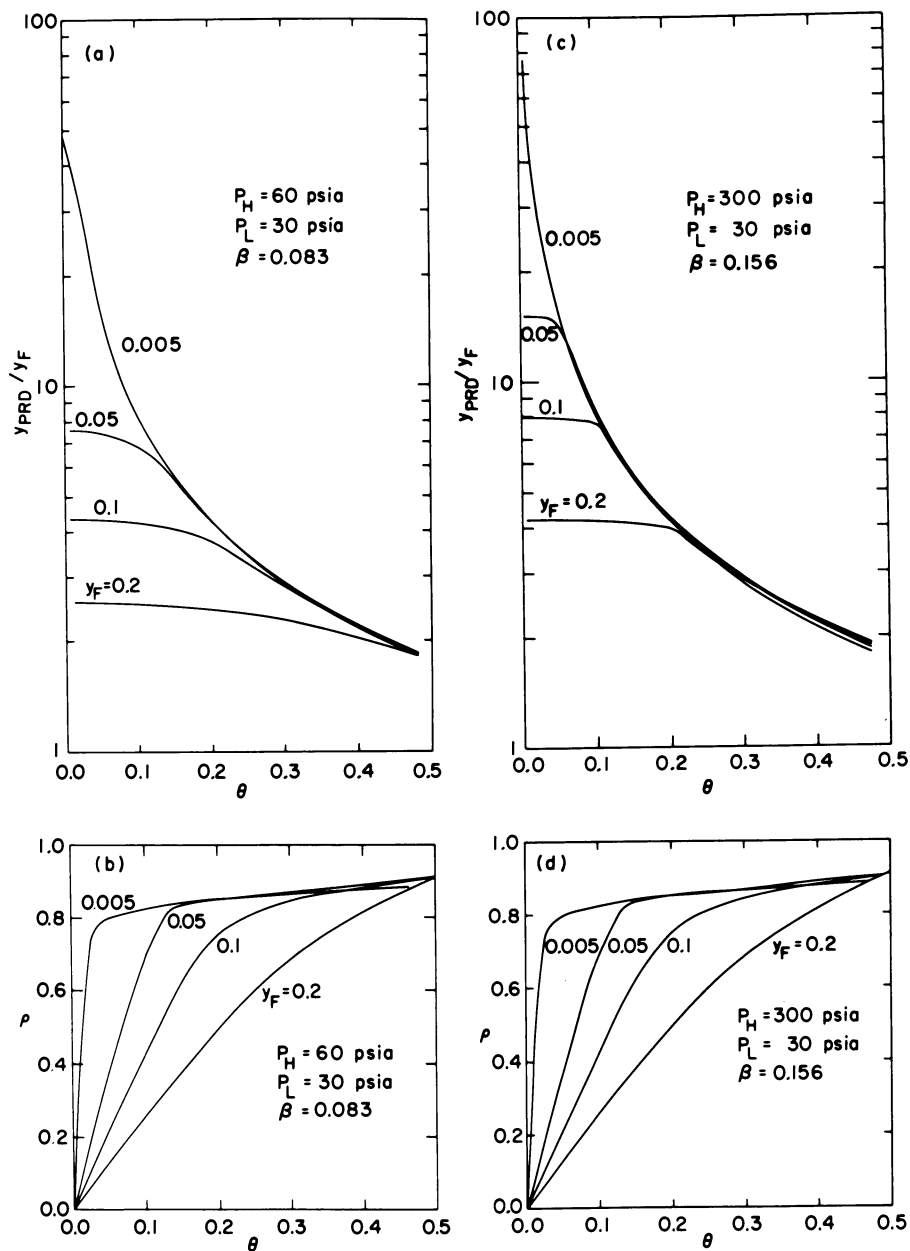 (a)
100
10
1
y_PRD/y_F
P_H = 60 psia
P_L = 30 psia
β = 0.083
0.005
0.05
0.1
y_F = 0.2
0.0 0.1 0.2 0.3 0.4 0.5
θ
(c)
100
10
1
y_PRD/y_F
P_H = 300 psia
P_L = 30 psia
β = 0.156
0.005
0.05
0.1
y_F = 0.2
0.0 0.1 0.2 0.3 0.4 0.5
θ
(b)
1.0
0.8
0.6
0.4
0.2
0.0
ρ
0.005
0.05
0.1
y_F = 0.2
P_H = 60 psia
P_L = 30 psia
β = 0.083
0.0 0.1 0.2 0.3 0.4 0.5
θ
(d)
1.0
0.8
0.6
0.4
0.2
0.0
ρ
0.005
0.05
0.1
y_F = 0.2
P_H = 300 psia
P_L = 30 psia
β = 0.156
0.0 0.1 0.2 0.3 0.4 0.5
θ